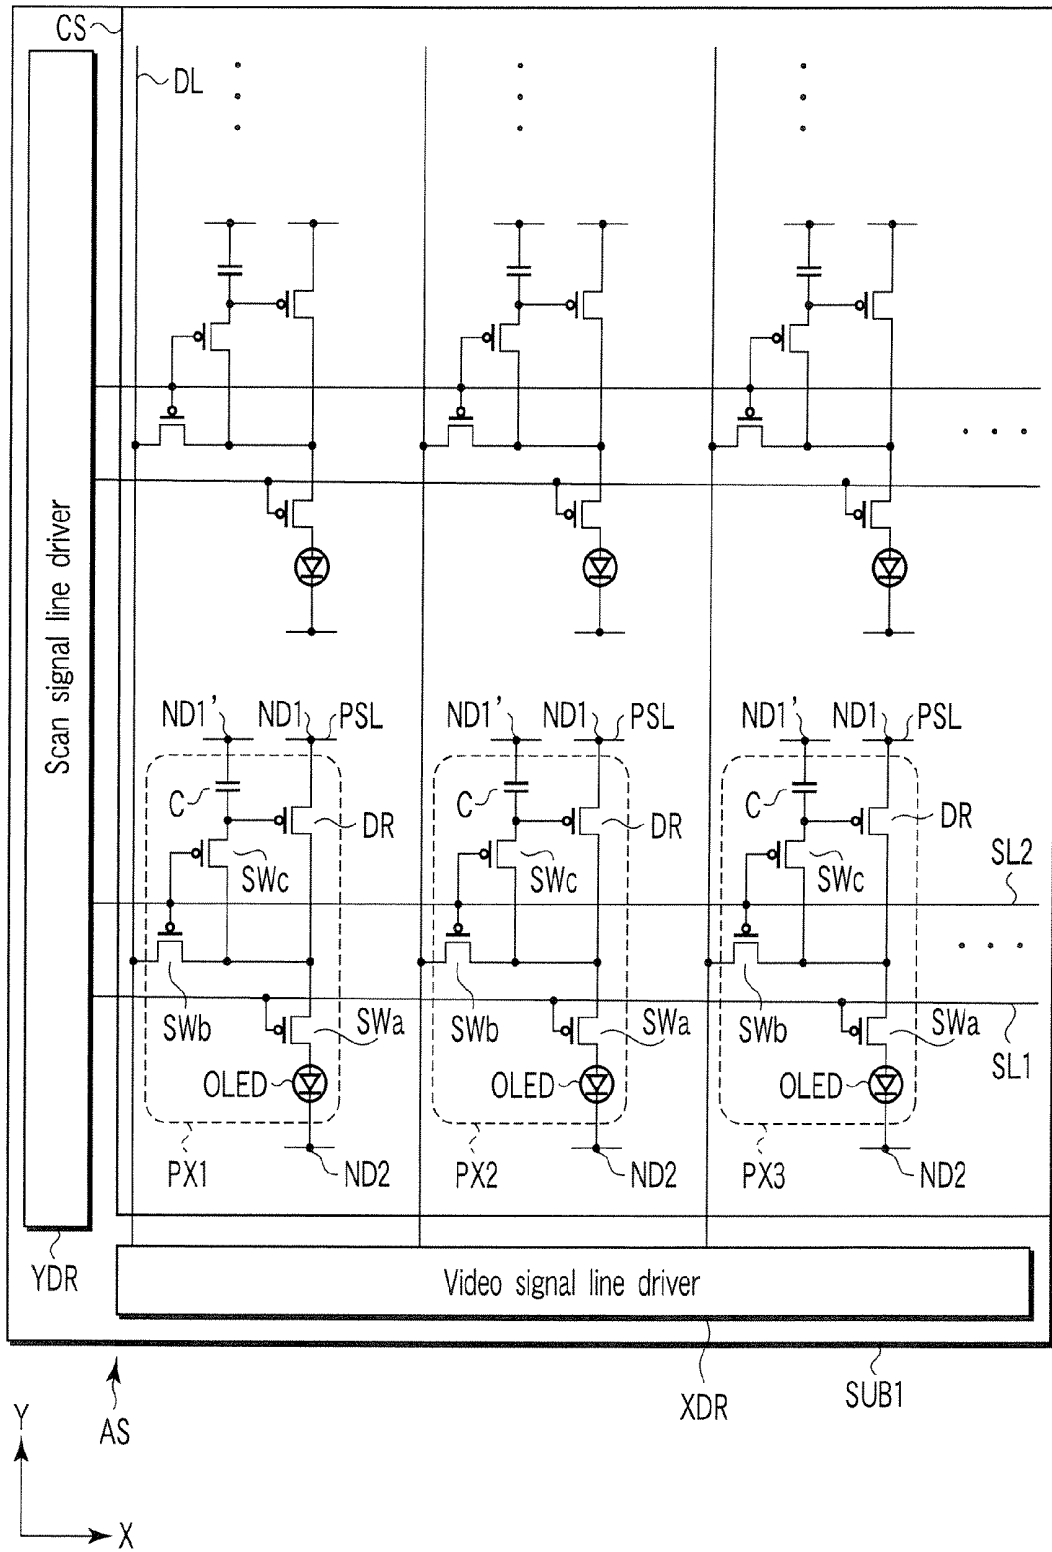 CS
DL
Scan signal line driver
ND1' ND1 PSL ND1' ND1 PSL ND1' ND1 PSL
C DR C DR C DR
SWc SWc SWc SL2
SWb SWa SWb SWa SWb SWa
SL1
OLED OLED OLED
PX1 ND2 PX2 ND2 PX3 ND2
YDR
Video signal line driver
XDR SUB1
Y
AS
X